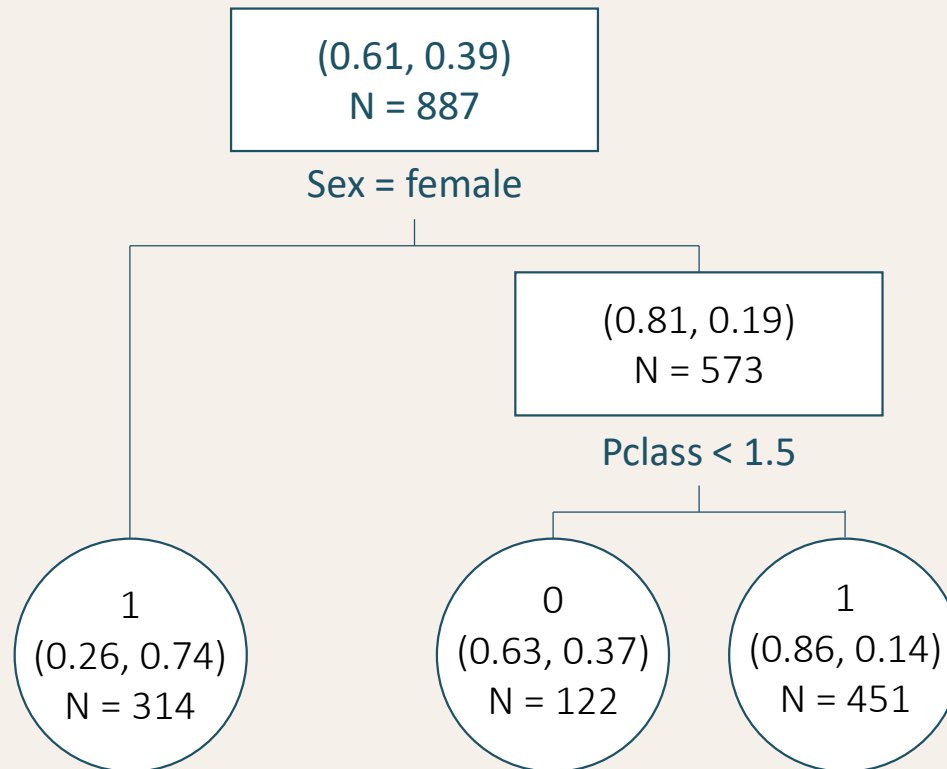 (0.61, 0.39)
N = 887
Sex = female
(0.81, 0.19)
N = 573
Pclass < 1.5
1
(0.26, 0.74)
N = 314
0
(0.63, 0.37)
N = 122
1
(0.86, 0.14)
N = 451